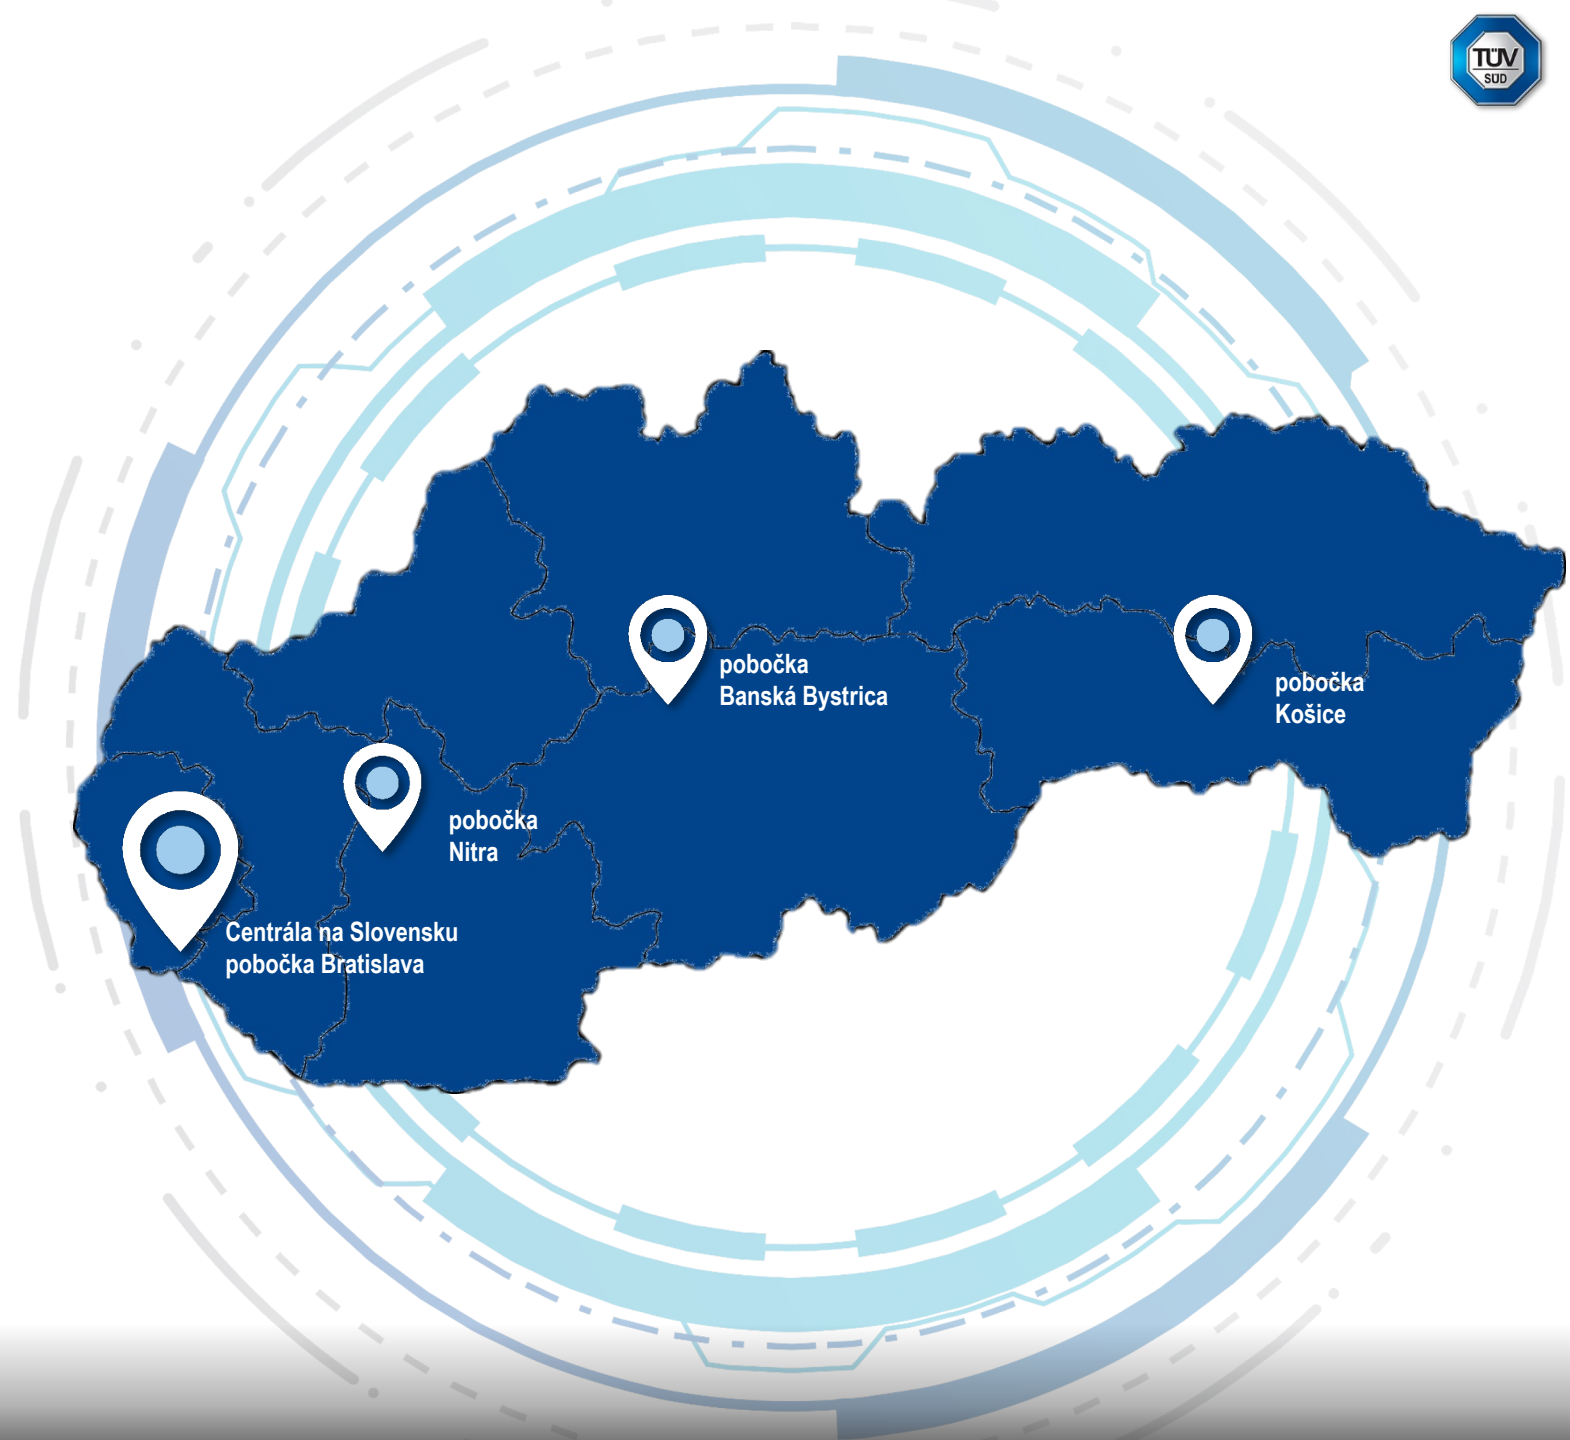 TÜV
SÜD
pobočka
Banská Bystrica
pobočka
Košice
pobočka
Nitra
Centrála na Slovensku
pobočka Bratislava